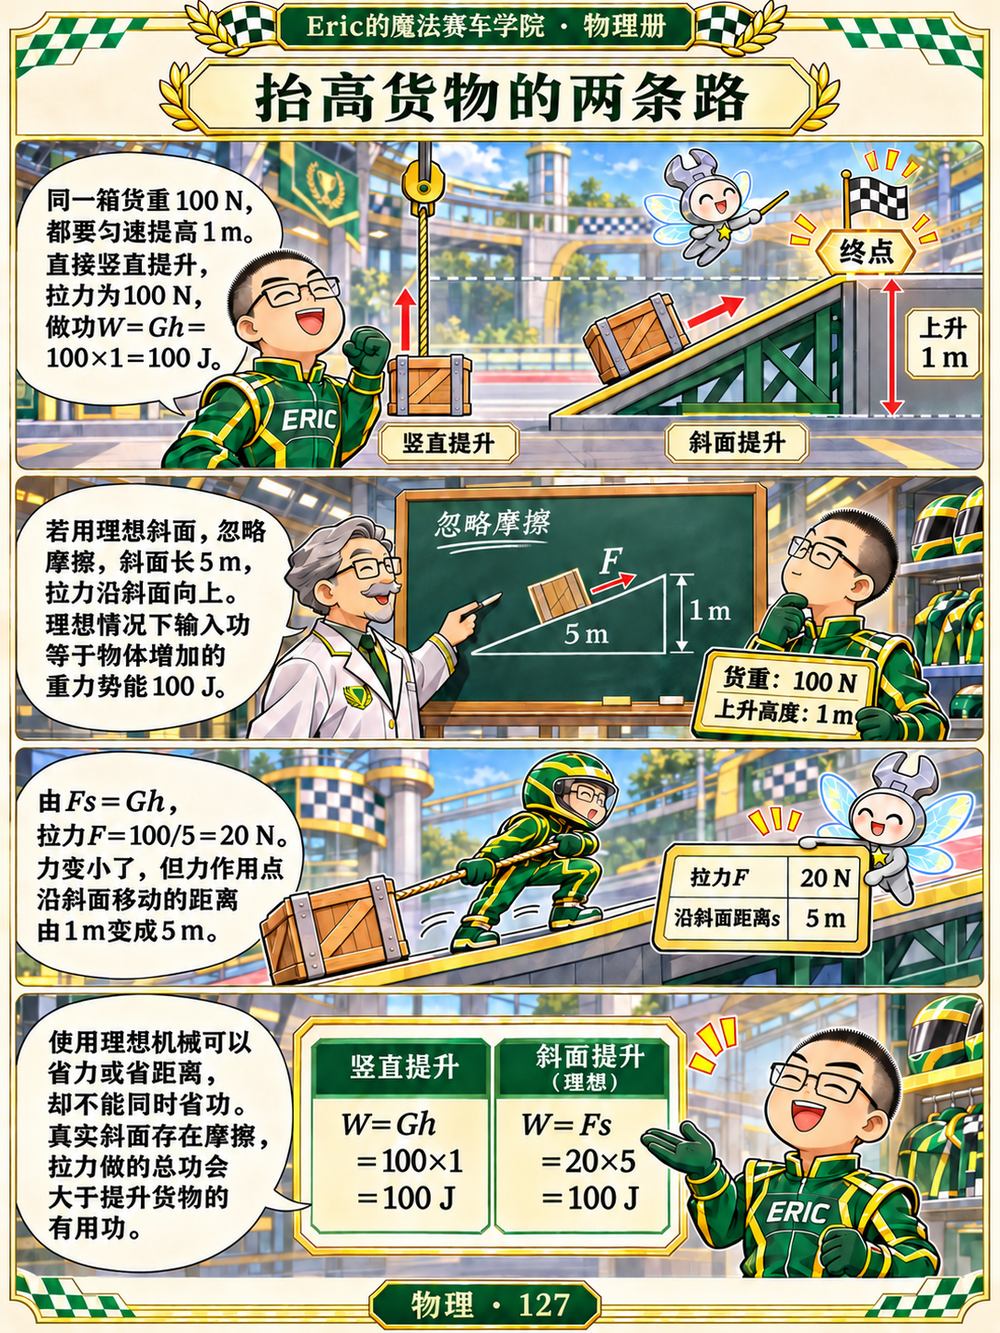 Eric的魔法赛车学院·物理册
抬高货物的两条路
同一箱货重100 N,
都要匀速提高1 m。
直接竖直提升,
拉力为100 N,
做功W=Gh=
100×1=100 J。
ERIC
竖直提升
斜面提升
终点
上升
1 m
若用理想斜面,忽略
摩擦,斜面长5 m,
拉力沿斜面向上。
理想情况下输入功
等于物体增加的
重力势能100 J。
忽略摩擦
F
5 m
1 m
货重:100 N
上升高度:1 m
由Fs=Gh,
拉力F=100/5=20 N。
力变小了,但力作用点
沿斜面移动的距离
由1 m变成5 m。
拉力F 20 N
沿斜面距离s 5 m
使用理想机械可以
省力或省距离,
却不能同时省功。
真实斜面存在摩擦,
拉力做的总功会
大于提升货物的
有用功。
竖直提升
W=Gh
=100×1
=100 J
斜面提升
(理想)
W=Fs
=20×5
=100 J
ERIC
物理·127